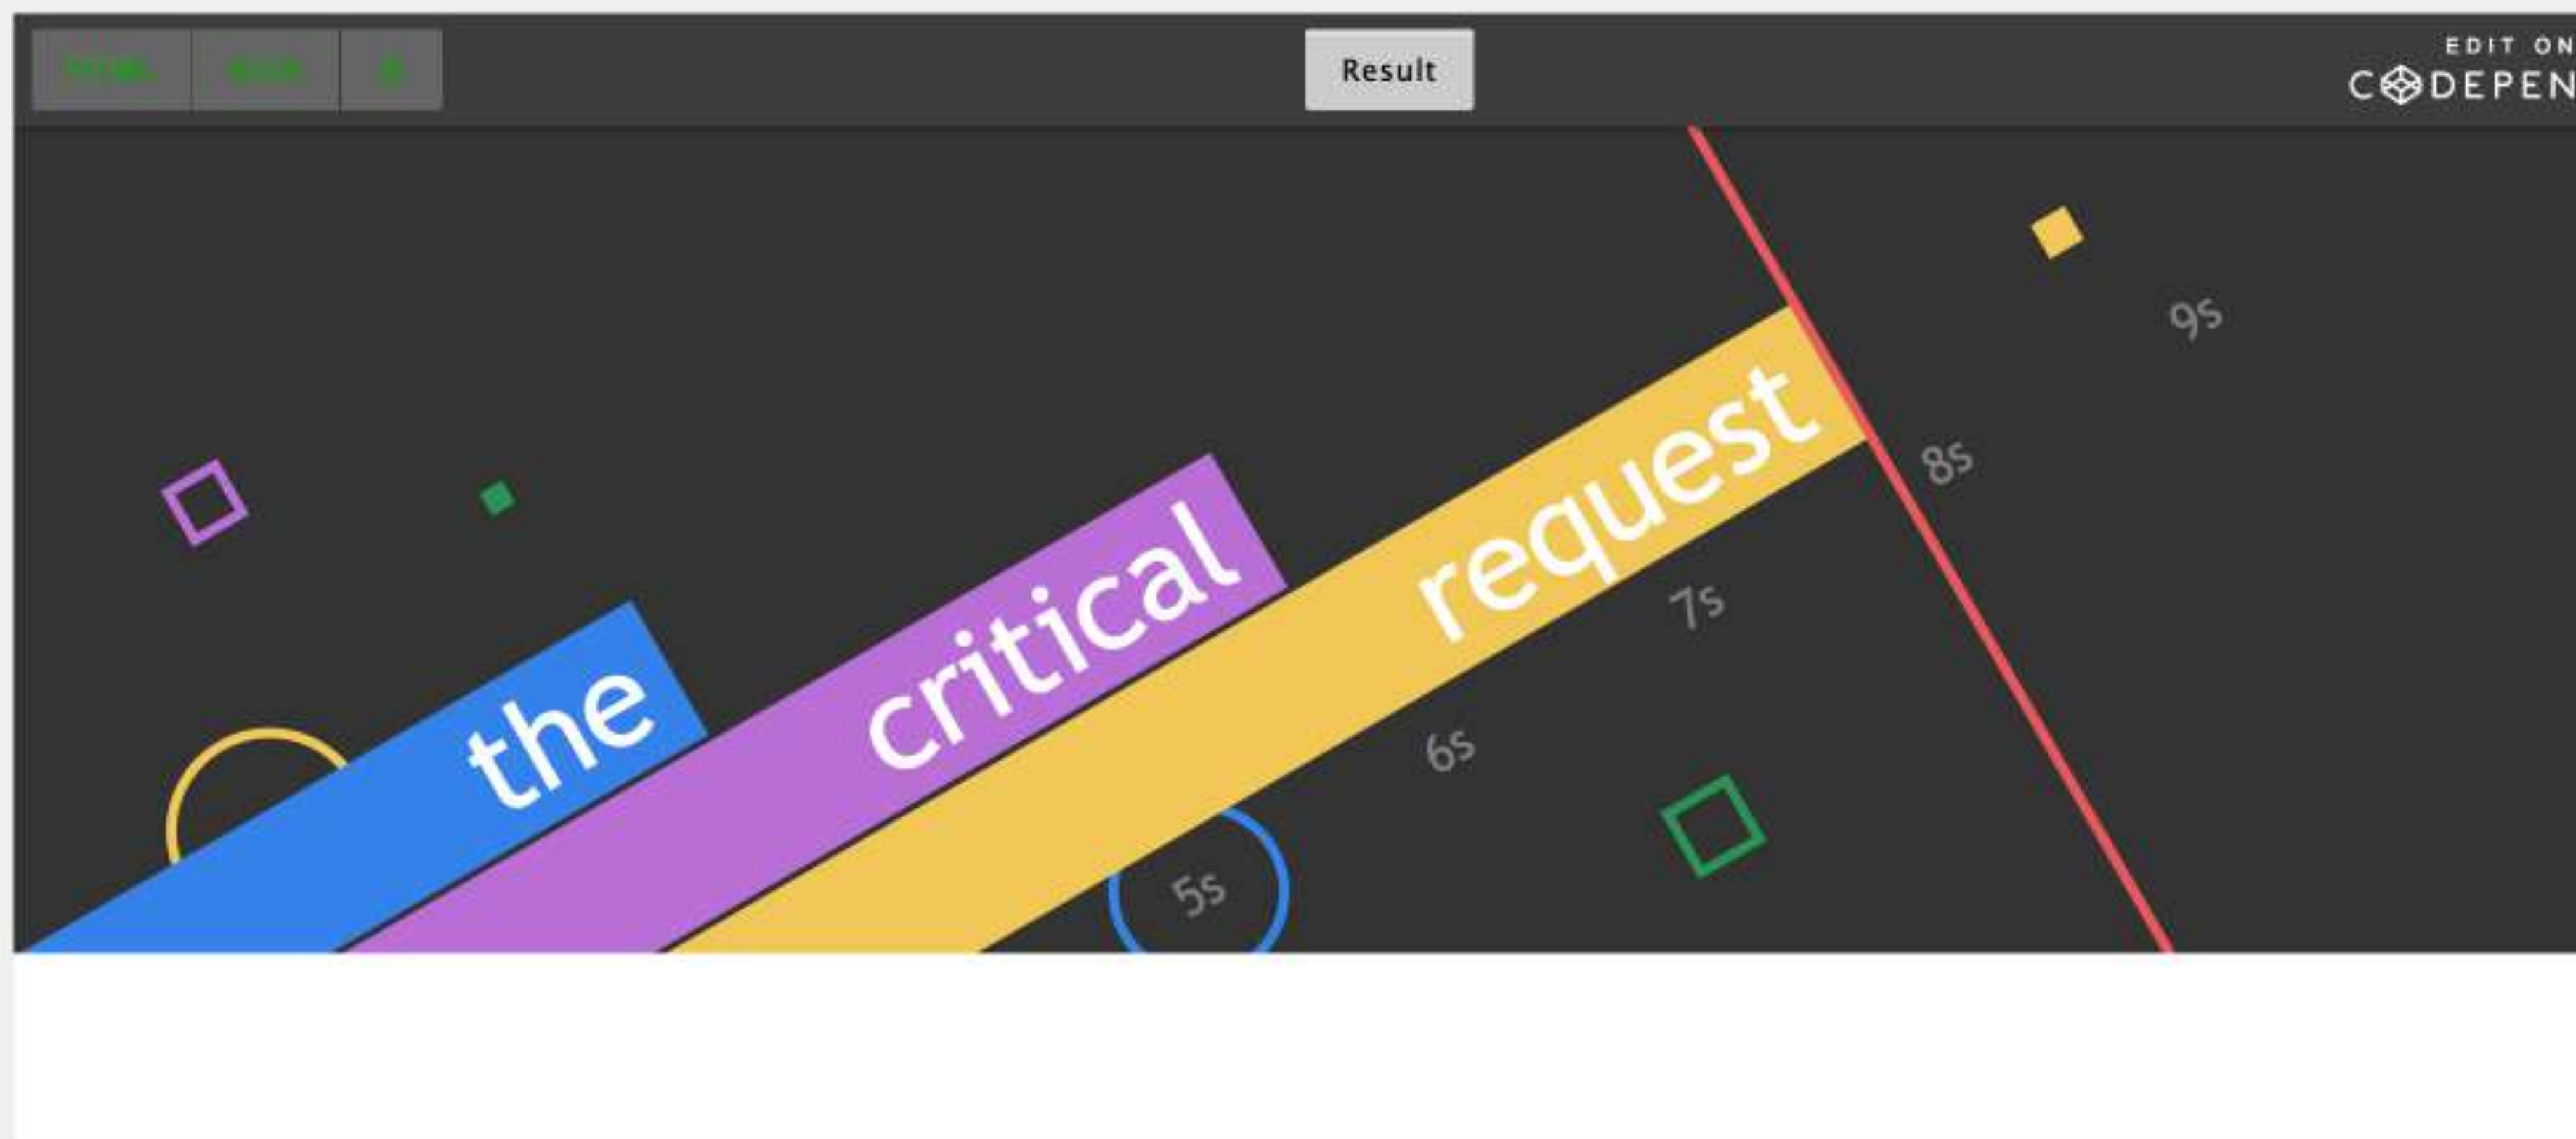 Result
EDIT ON
CODEPEN
the
critical
request
9s
8s
7s
6s
5s